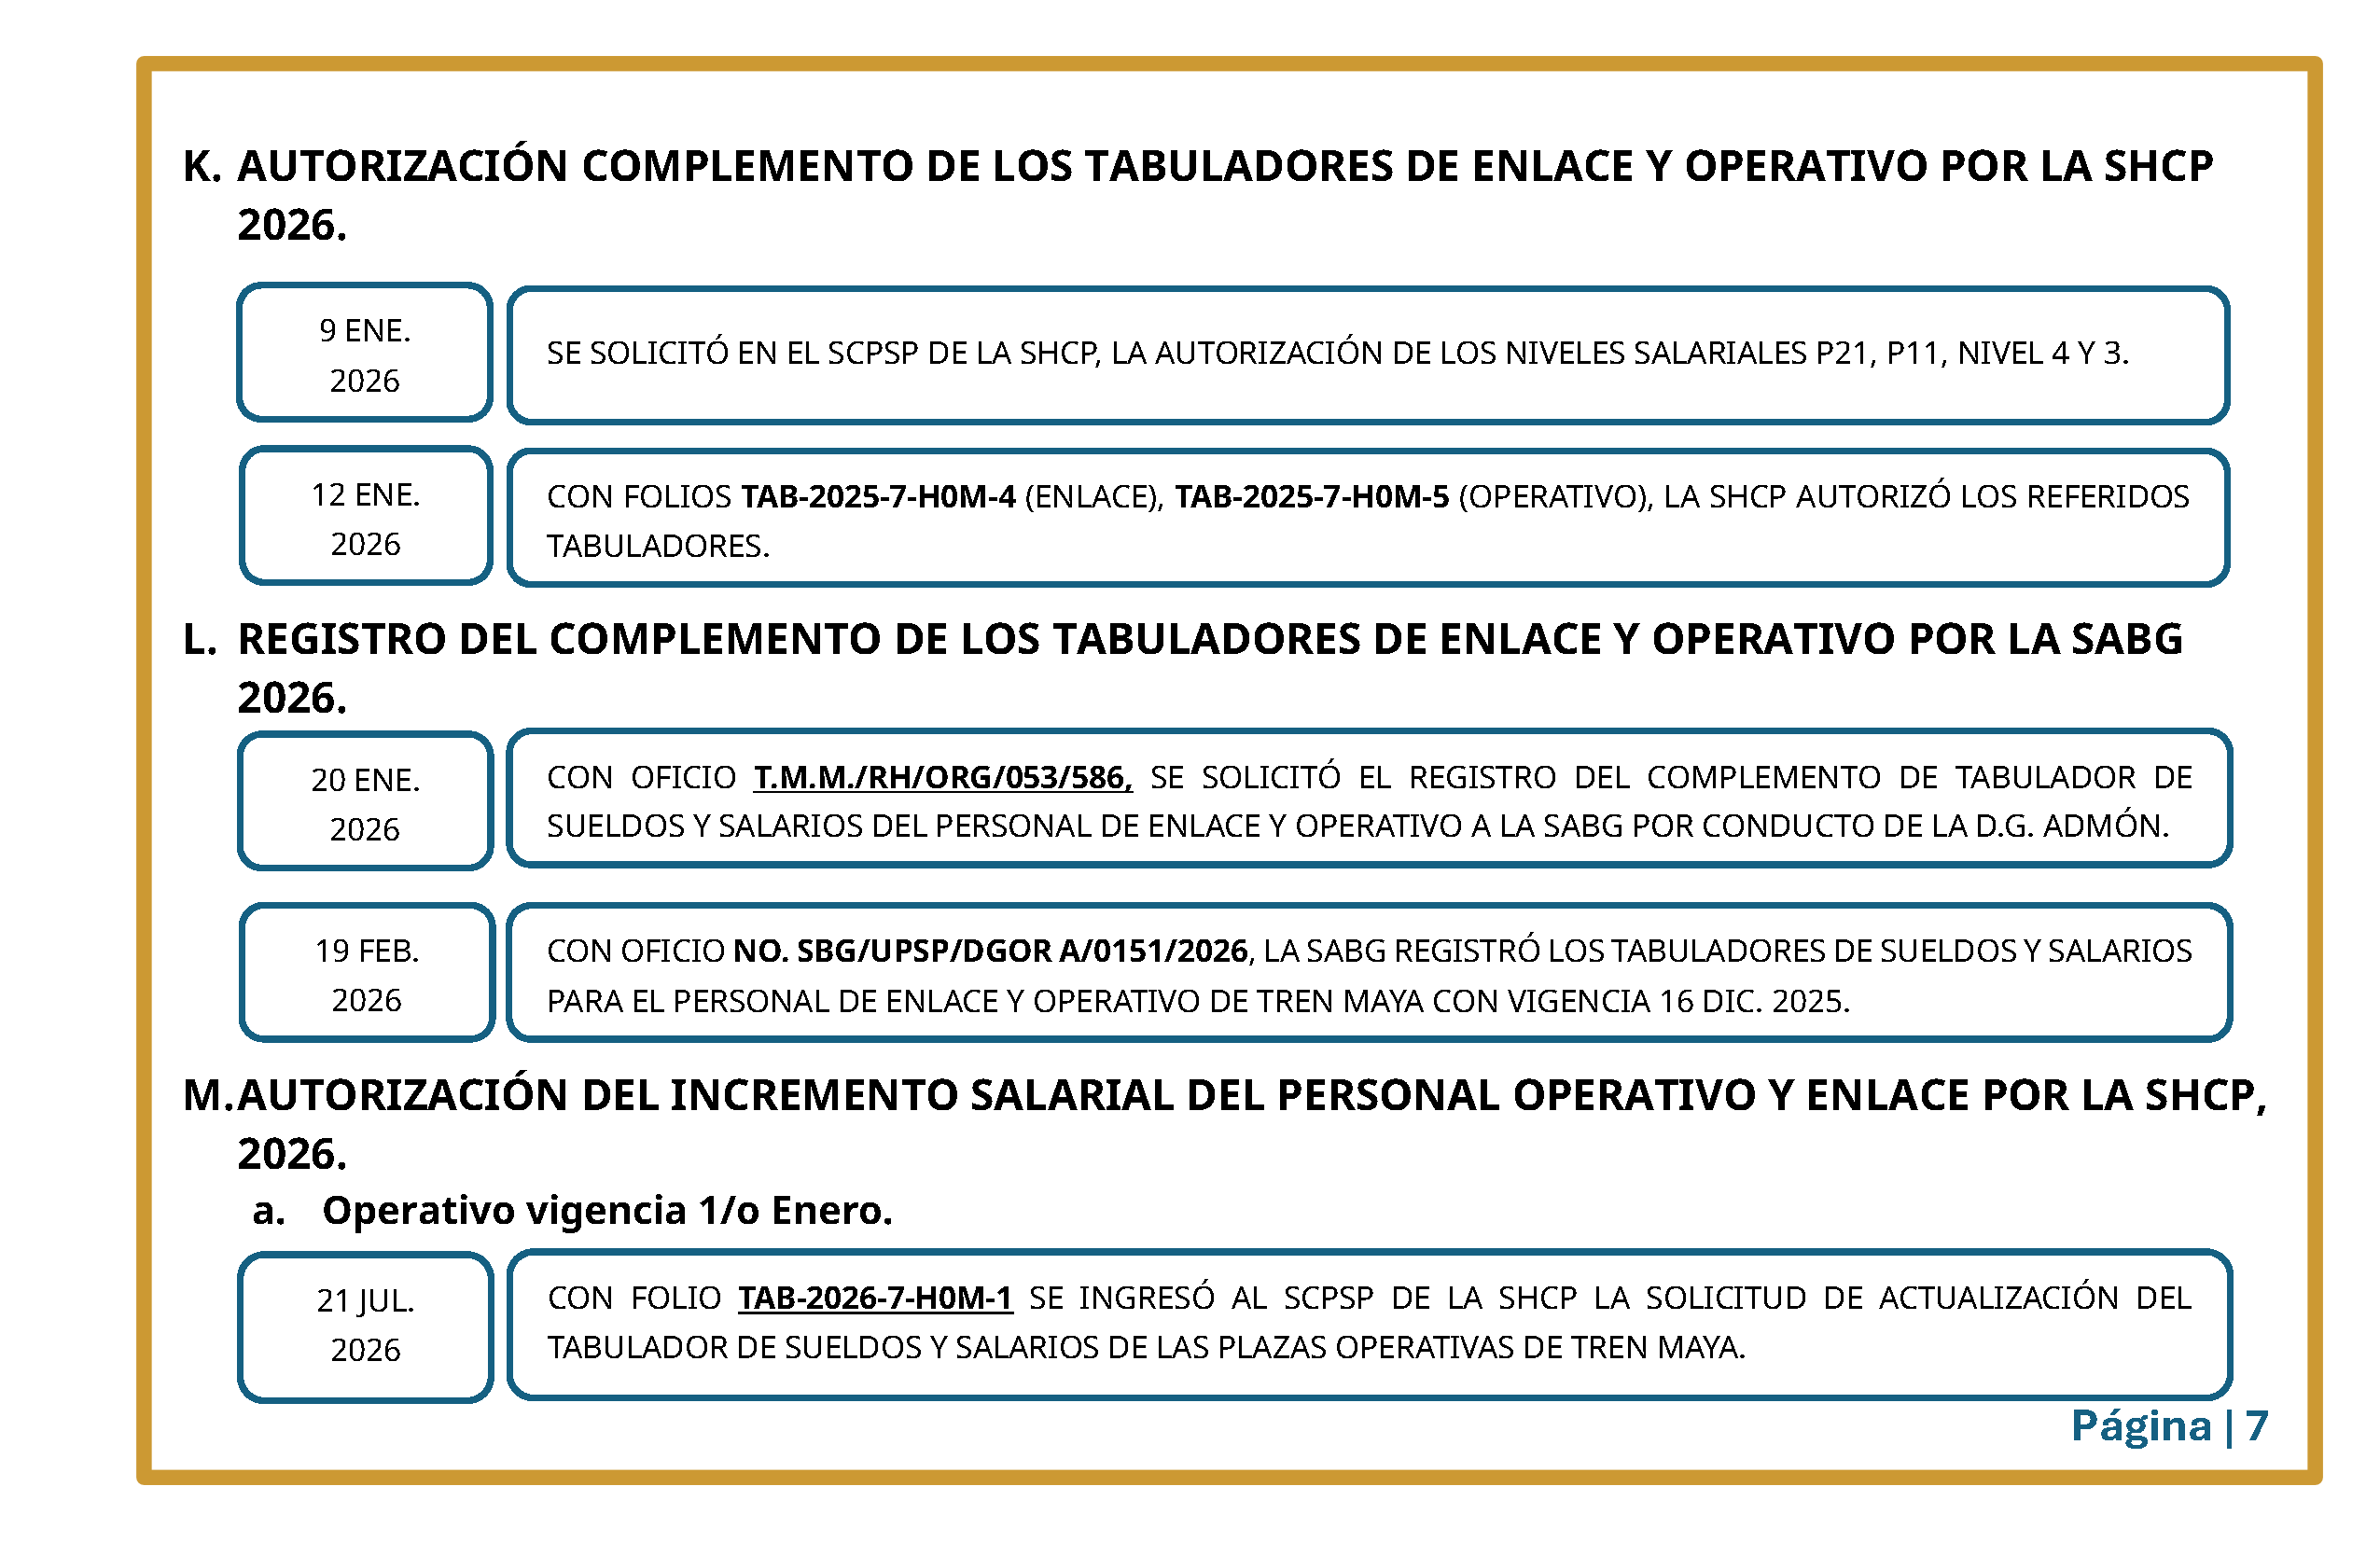 K. AUTORIZACIÓN COMPLEMENTO DE LOS TABULADORES DE ENLACE Y OPERATIVO POR LA SHCP
2026.
9 ENE.
2026
SE SOLICITÓ EN EL SCPSP DE LA SHCP, LA AUTORIZACIÓN DE LOS NIVELES SALARIALES P21, P11, NIVEL 4 Y 3.
12 ENE.
2026
CON FOLIOS TAB-2025-7-H0M-4 (ENLACE), TAB-2025-7-H0M-5 (OPERATIVO), LA SHCP AUTORIZÓ LOS REFERIDOS
TABULADORES.
L. REGISTRO DEL COMPLEMENTO DE LOS TABULADORES DE ENLACE Y OPERATIVO POR LA SABG
2026.
20 ENE.
2026
CON OFICIO T.M.M./RH/ORG/053/586, SE SOLICITÓ EL REGISTRO DEL COMPLEMENTO DE TABULADOR DE
SUELDOS Y SALARIOS DEL PERSONAL DE ENLACE Y OPERATIVO A LA SABG POR CONDUCTO DE LA D.G. ADMÓN.
19 FEB.
2026
CON OFICIO NO. SBG/UPSP/DGOR A/0151/2026, LA SABG REGISTRÓ LOS TABULADORES DE SUELDOS Y SALARIOS
PARA EL PERSONAL DE ENLACE Y OPERATIVO DE TREN MAYA CON VIGENCIA 16 DIC. 2025.
M.AUTORIZACIÓN DEL INCREMENTO SALARIAL DEL PERSONAL OPERATIVO Y ENLACE POR LA SHCP,
2026.
a. Operativo vigencia 1/o Enero.
21 JUL.
2026
CON FOLIO TAB-2026-7-H0M-1 SE INGRESÓ AL SCPSP DE LA SHCP LA SOLICITUD DE ACTUALIZACIÓN DEL
TABULADOR DE SUELDOS Y SALARIOS DE LAS PLAZAS OPERATIVAS DE TREN MAYA.
Página | 7